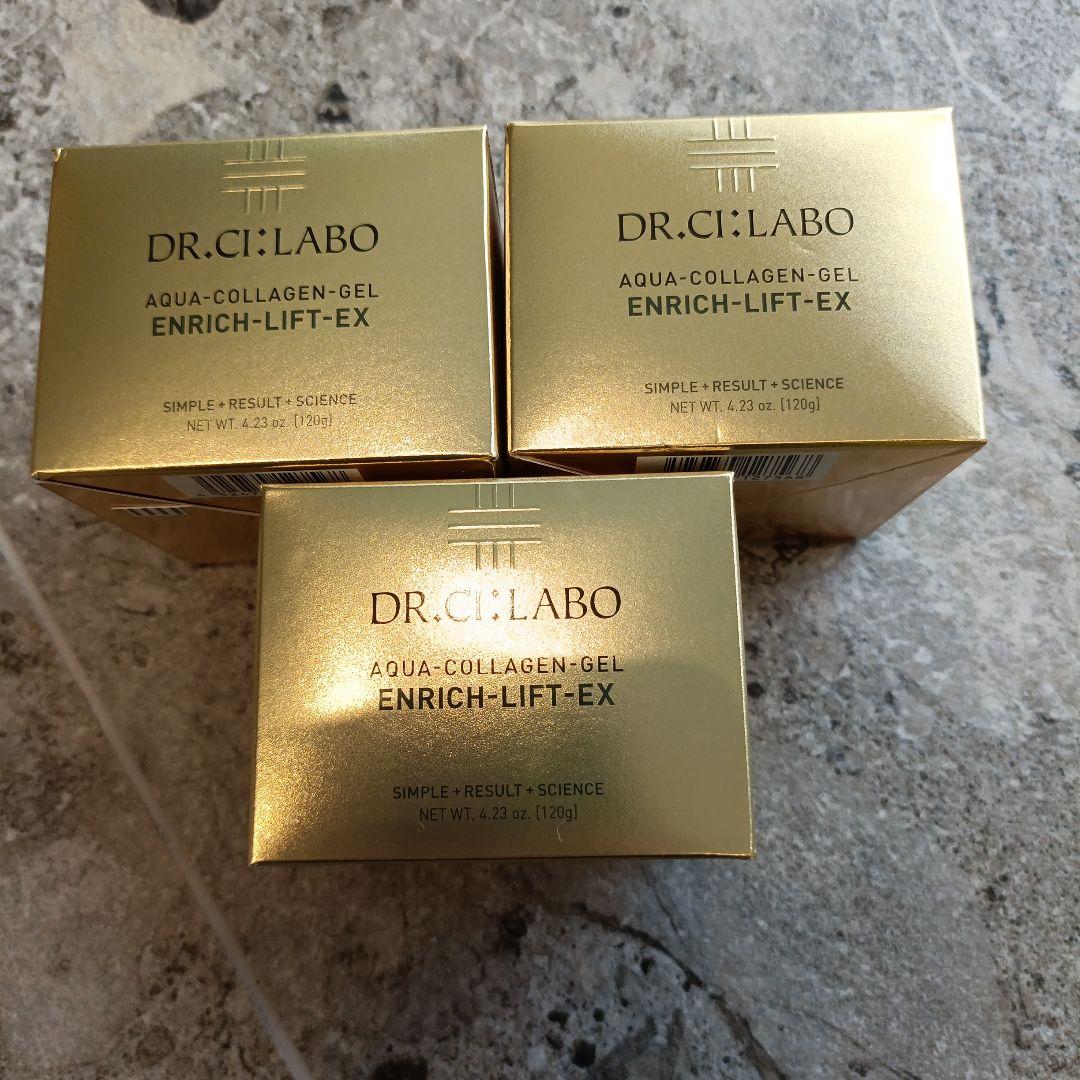 DR.CI:LABO
AQUA-COLLAGEN-GEL
ENRICH-LIFT-EX
SIMPLE+RESULT+SCIENCE
NET WT. 4.23 oz. [120g]
DR.CI:LABO
AQUA-COLLAGEN-GEL
ENRICH-LIFT-EX
SIMPLE+RESULT+SCIENCE
NET WT. 4.23 oz. [120g]
DR.CI:LABO
AQUA-COLLAGEN-GEL
ENRICH-LIFT-EX
SIMPLE+RESULT+SCIENCE
NET WT. 4.23 oz. [120g]